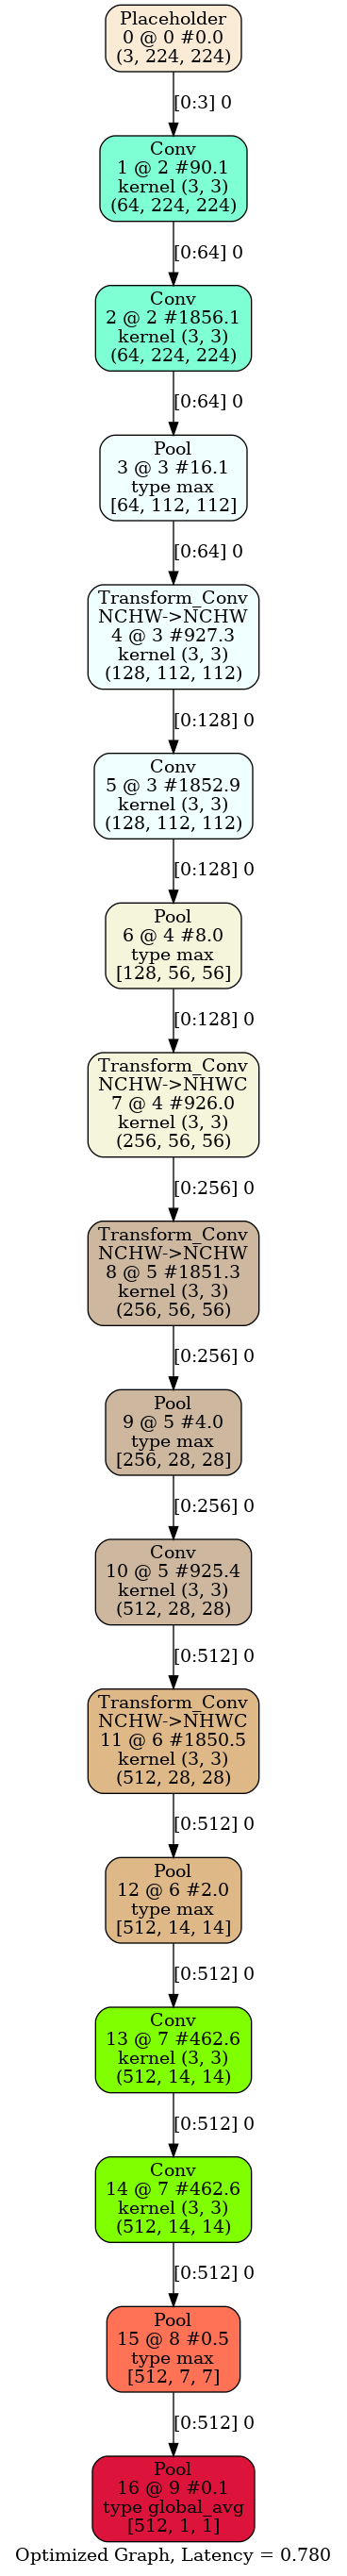 Placeholder
0 @ 0 #0.0
(3, 224, 224)
[0:3] 0
Conv
1 @ 2 #90.1
kernel (3, 3)
(64, 224, 224)
[0:64] 0
Conv
2 @ 2 #1856.1
kernel (3, 3)
(64, 224, 224)
[0:64] 0
Pool
3 @ 3 #16.1
type max
[64, 112, 112]
[0:64] 0
Transform_Conv
NCHW->NCHW
4 @ 3 #927.3
kernel (3, 3)
(128, 112, 112)
[0:128] 0
Conv
5 @ 3 #1852.9
kernel (3, 3)
(128, 112, 112)
[0:128] 0
Pool
6 @ 4 #8.0
type max
[128, 56, 56]
[0:128] 0
Transform_Conv
NCHW->NHWC
7 @ 4 #926.0
kernel (3, 3)
(256, 56, 56)
[0:256] 0
Transform_Conv
NCHW->NCHW
8 @ 5 #1851.3
kernel (3, 3)
(256, 56, 56)
[0:256] 0
Pool
9 @ 5 #4.0
type max
[256, 28, 28]
[0:256] 0
Conv
10 @ 5 #925.4
kernel (3, 3)
(512, 28, 28)
[0:512] 0
Transform_Conv
NCHW->NHWC
11 @ 6 #1850.5
kernel (3, 3)
(512, 28, 28)
[0:512] 0
Pool
12 @ 6 #2.0
type max
[512, 14, 14]
[0:512] 0
Conv
13 @ 7 #462.6
kernel (3, 3)
(512, 14, 14)
[0:512] 0
Conv
14 @ 7 #462.6
kernel (3, 3)
(512, 14, 14)
[0:512] 0
Pool
15 @ 8 #0.5
type max
[512, 7, 7]
[0:512] 0
Pool
16 @ 9 #0.1
type global_avg
[512, 1, 1]
Optimized Graph, Latency = 0.780